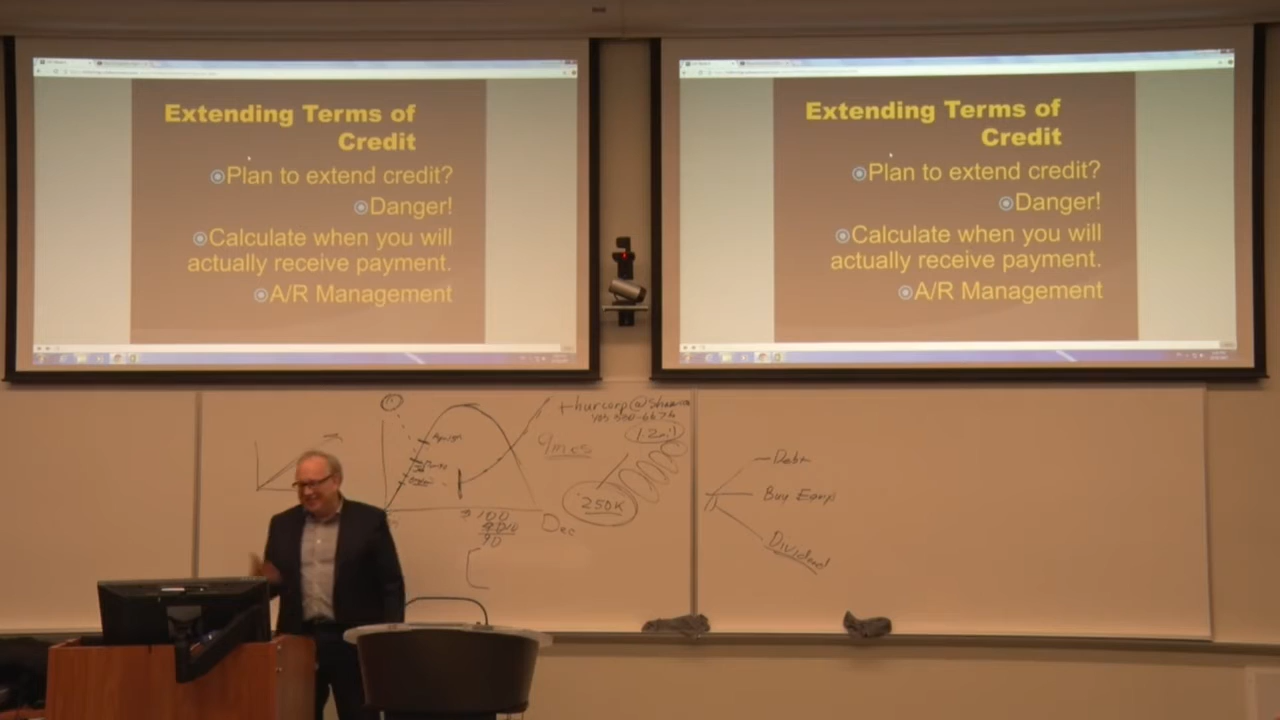 Extending Terms of
Credit
Plan to extend credit?
Danger!
Calculate when you will
actually receive payment.
A/R Management
Extending Terms of
Credit
Plan to extend credit?
Danger!
Calculate when you will
actually receive payment.
A/R Management
1.2mil
9mos
250K
100
90
Dec
Debt
Buy Equip
Dividend